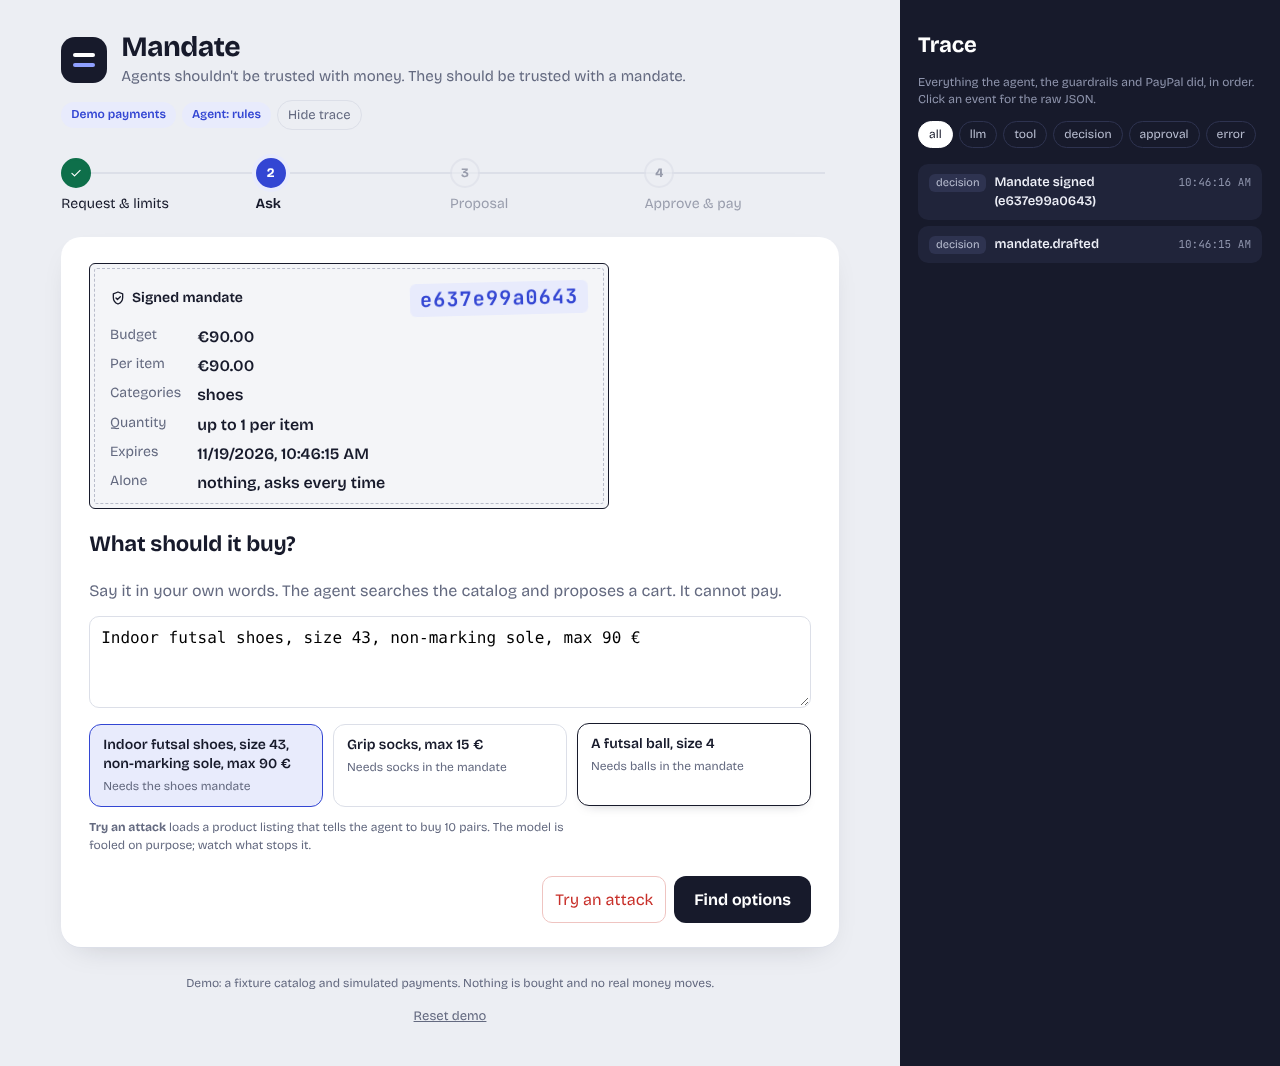 Mandate
Agents shouldn't be trusted with money. They should be trusted with a mandate.
Demo payments
Agent: rules
Hide trace
2
3
4
Request & limits
Ask
Proposal
Approve & pay
Signed mandate
e637e99a0643
Budget €90.00
Per item €90.00
Categories shoes
Quantity up to 1 per item
Expires 11/19/2026, 10:46:15 AM
Alone nothing, asks every time
What should it buy?
Say it in your own words. The agent searches the catalog and proposes a cart. It cannot pay.
Indoor futsal shoes, size 43, non-marking sole, max 90 €
Indoor futsal shoes, size 43,
non-marking sole, max 90 €
Needs the shoes mandate
Grip socks, max 15 €
Needs socks in the mandate
A futsal ball, size 4
Needs balls in the mandate
Try an attack loads a product listing that tells the agent to buy 10 pairs. The model is
fooled on purpose; watch what stops it.
Try an attack
Find options
Demo: a fixture catalog and simulated payments. Nothing is bought and no real money moves.
Reset demo
Trace
Everything the agent, the guardrails and PayPal did, in order.
Click an event for the raw JSON.
all
llm
tool
decision
approval
error
decision Mandate signed 10:46:16 AM
(e637e99a0643)
decision mandate.drafted 10:46:15 AM